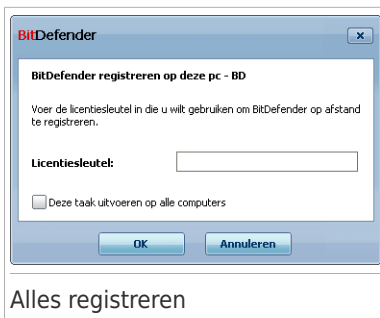 BitDefender
BitDefender registreren op deze pc - BD
Voer de licentiesleutel in die u wilt gebruiken om BitDefender op afstand
te registreren.
Licentiesleutel:
Deze taak uitvoeren op alle computers
OK
Annuleren
Alles registreren